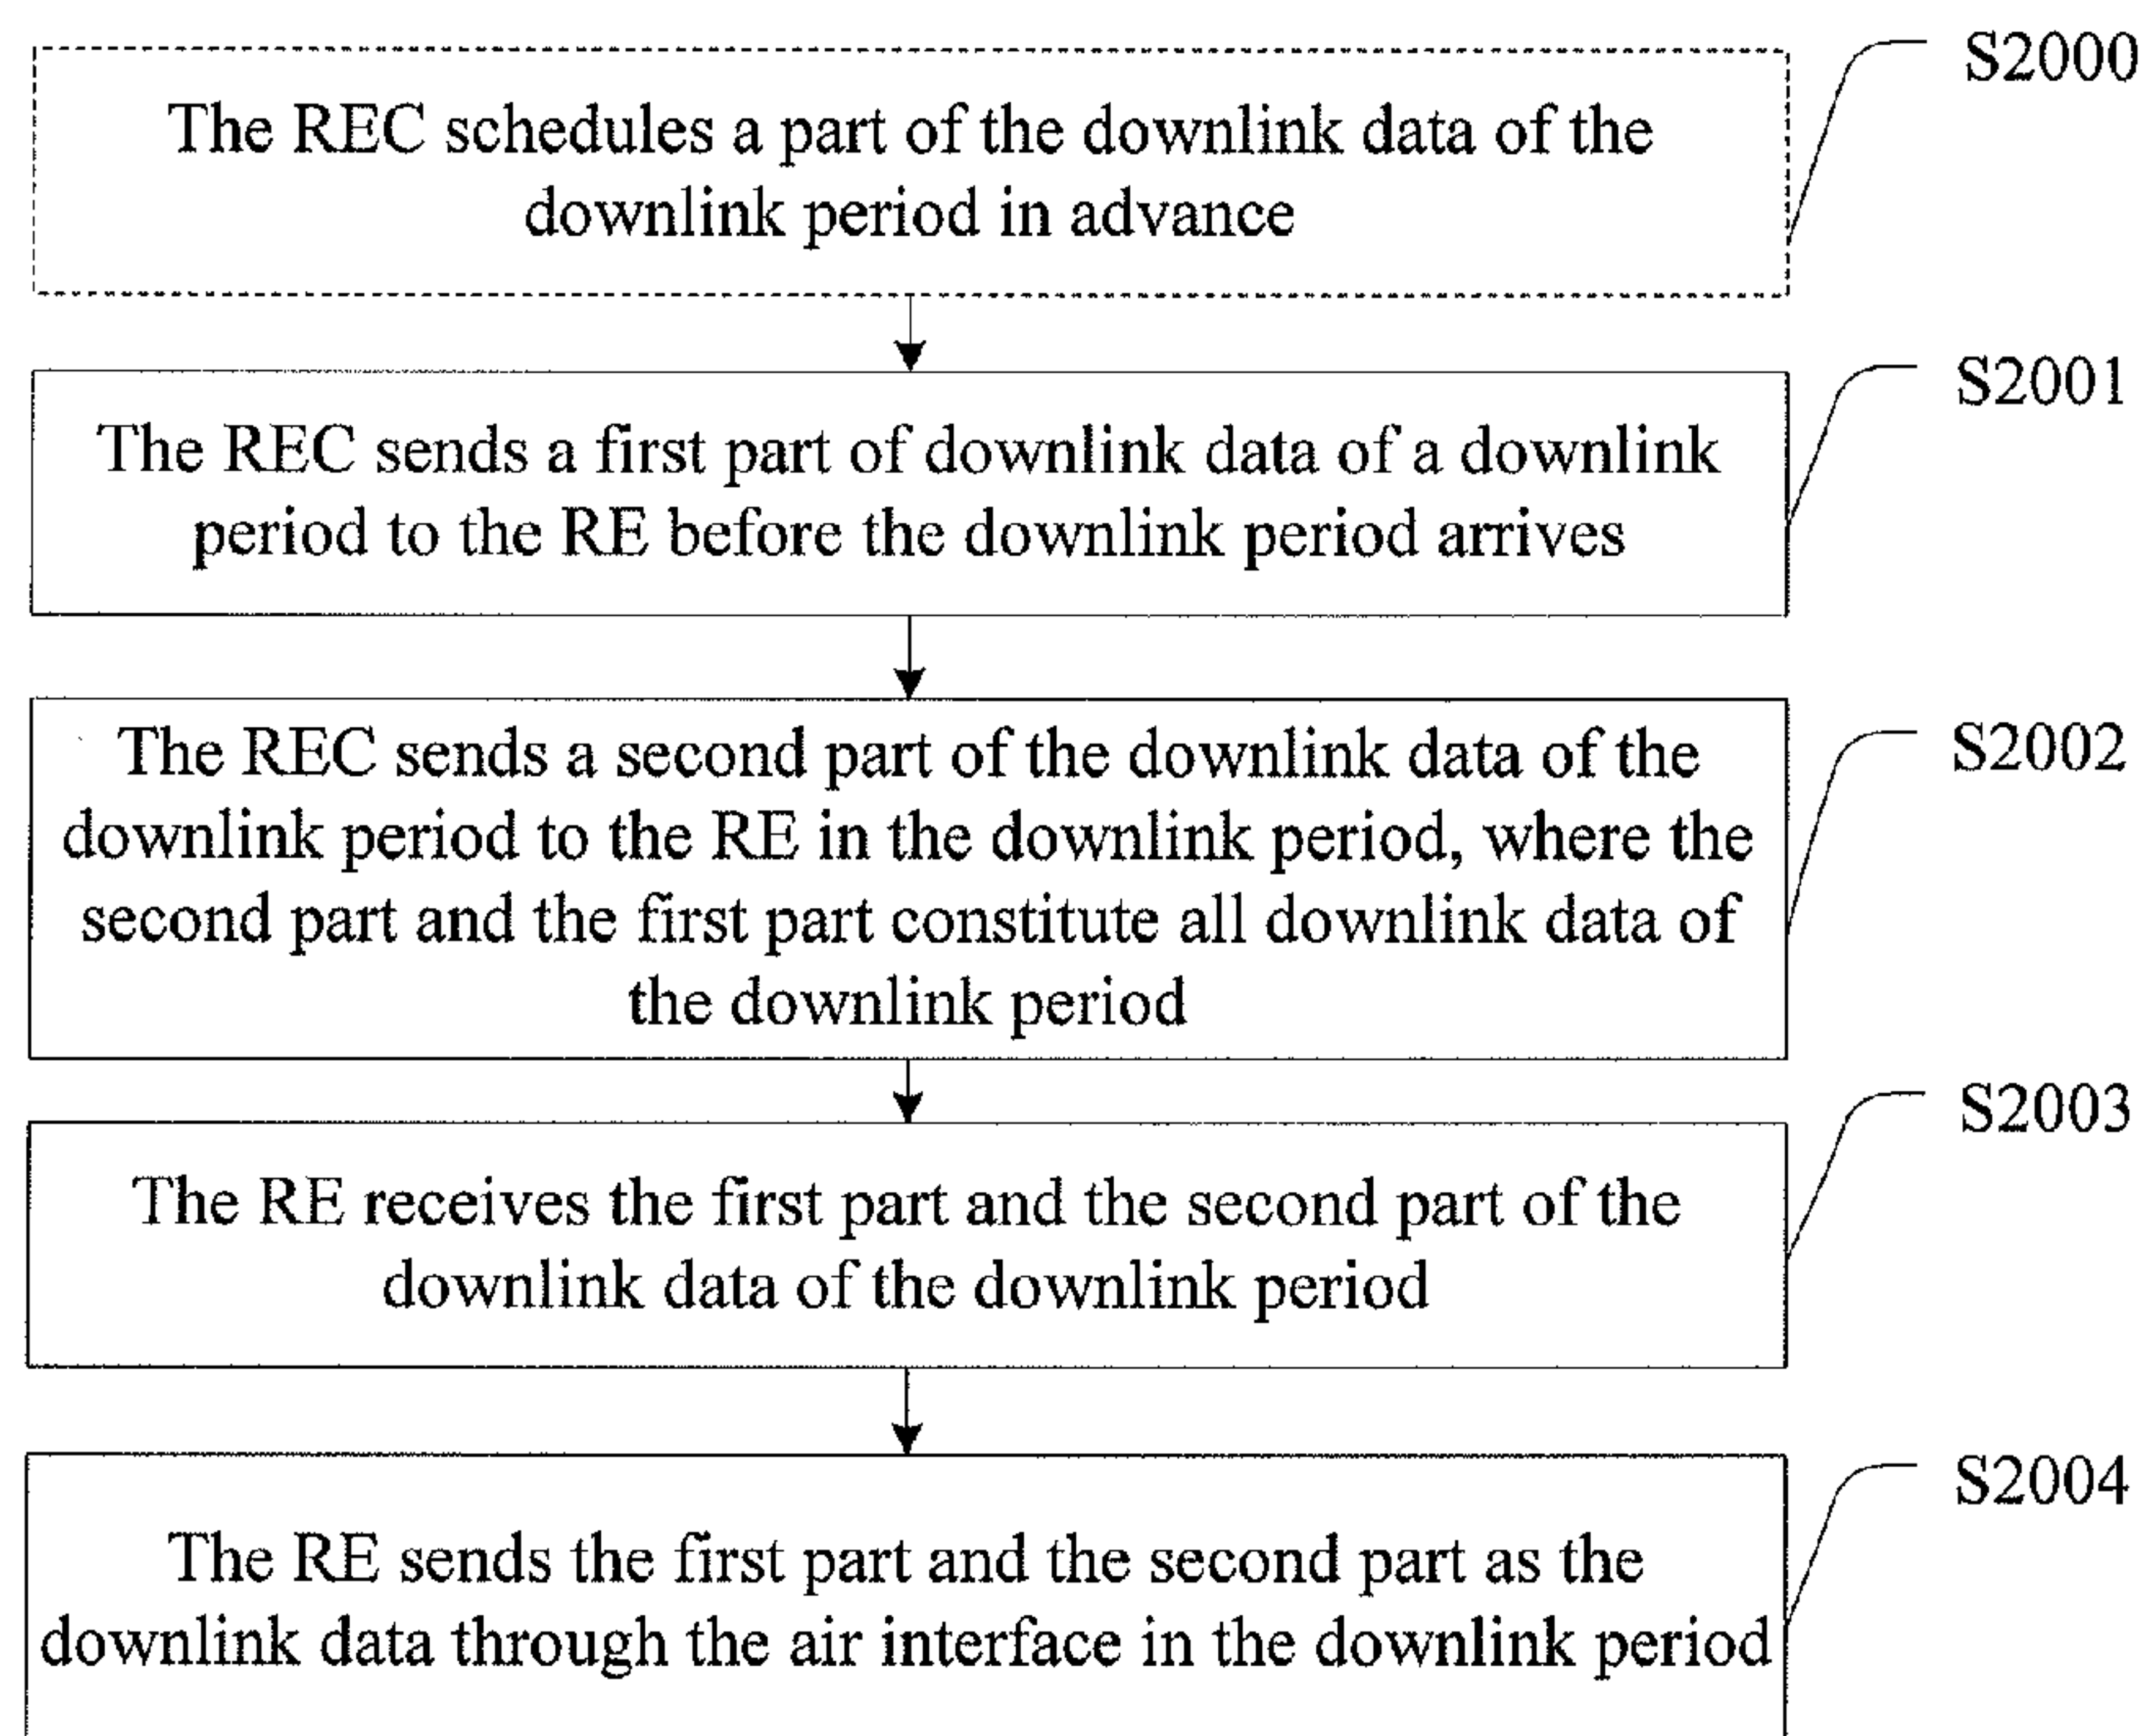 S2000
The REC schedules a part of the downlink data of the
downlink period in advance
S2001
The REC sends a first part of downlink data of a downlink
period to the RE before the downlink period arrives
S2002
The REC sends a second part of the downlink data of the
downlink period to the RE in the downlink period, where the
second part and the first part constitute all downlink data of
the downlink period
S2003
The RE receives the first part and the second part of the
downlink data of the downlink period
S2004
The RE sends the first part and the second part as the
downlink data through the air interface in the downlink period